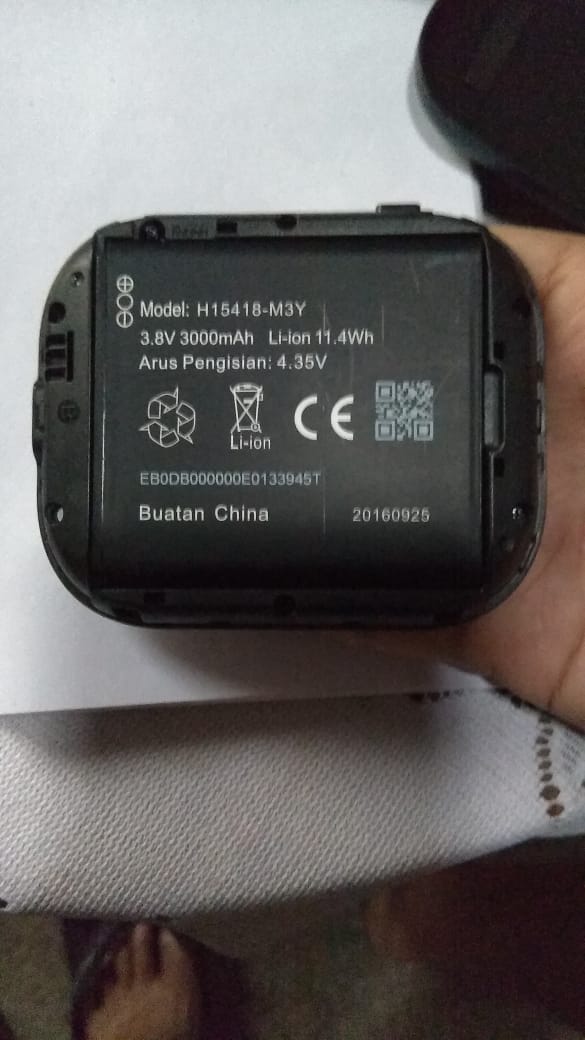 Model: H15418-M3Y
3.8V 3000mAh Li-ion 11.4Wh
Arus Pengisian: 4.35V
Li-ion
CE
EB0DB000000E0133945T
Buatan China 20160925